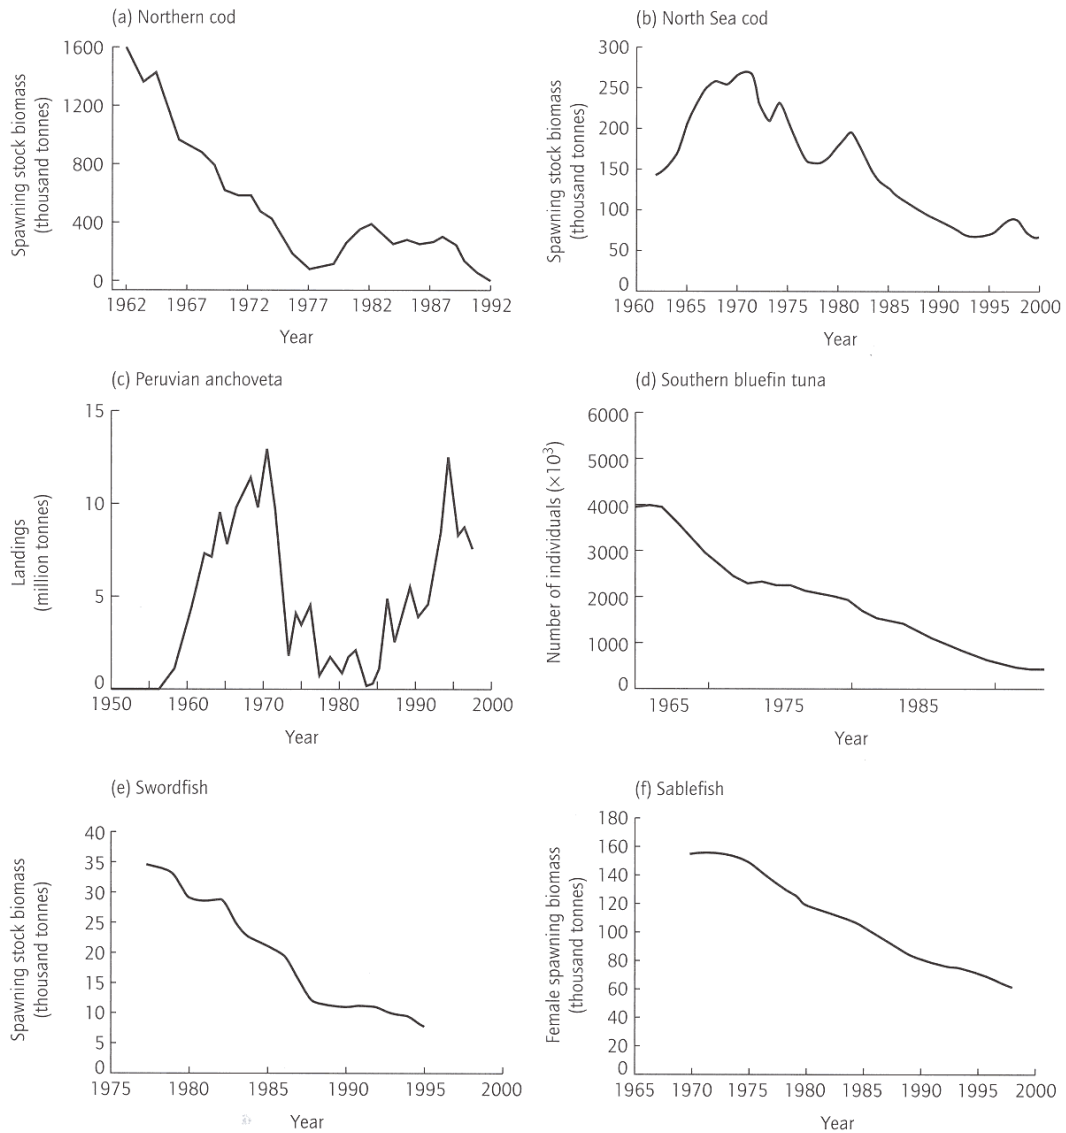 (a) Northern cod
Spawning stock biomass
(thousand tonnes)
1600
1200
800
400
0
1962 1967 1972 1977 1982 1987 1992
Year
(b) North Sea cod
Spawning stock biomass
(thousand tonnes)
300
250
200
150
100
50
0
1960 1965 1970 1975 1980 1985 1990 1995 2000
Year
(c) Peruvian anchoveta
Landings
(million tonnes)
15
10
5
0
1950 1960 1970 1980 1990 2000
Year
(d) Southern bluefin tuna
Number of individuals (×10³)
6000
5000
4000
3000
2000
1000
0
1965 1975 1985
Year
(e) Swordfish
Spawning stock biomass
(thousand tonnes)
40
35
30
25
20
15
10
5
0
1975 1980 1985 1990 1995 2000
Year
(f) Sablefish
Female spawning biomass
(thousand tonnes)
180
160
140
120
100
80
60
40
20
0
1965 1970 1975 1980 1985 1990 1995 2000
Year